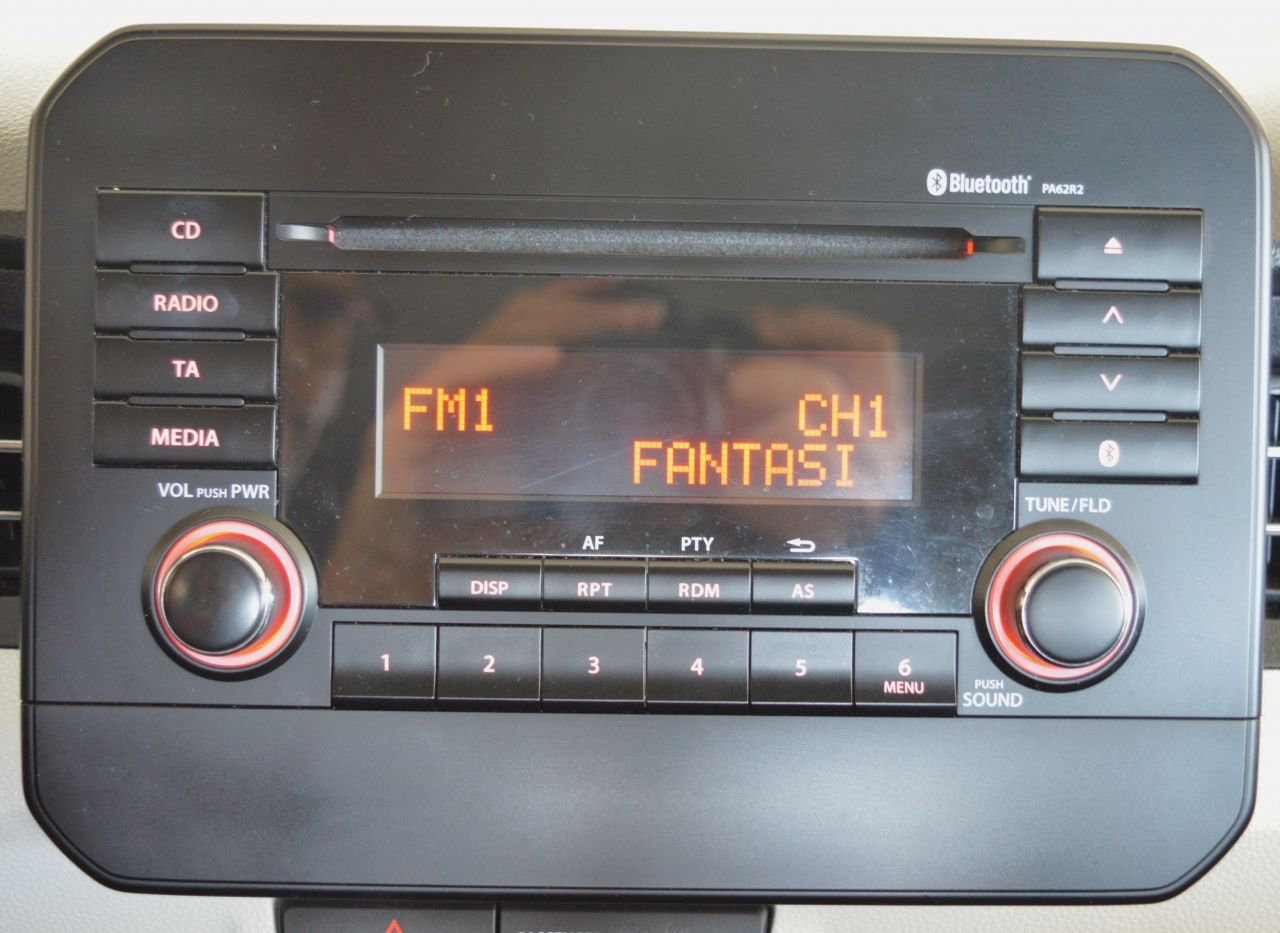 Bluetooth® PA62R2
CD
RADIO
TA
MEDIA
FM1 CH1
FANTASI
VOL PUSH PWR
TUNE/FLD
AF PTY
DISP RPT RDM AS
1 2 3 4 5 6
MENU
PUSH
SOUND